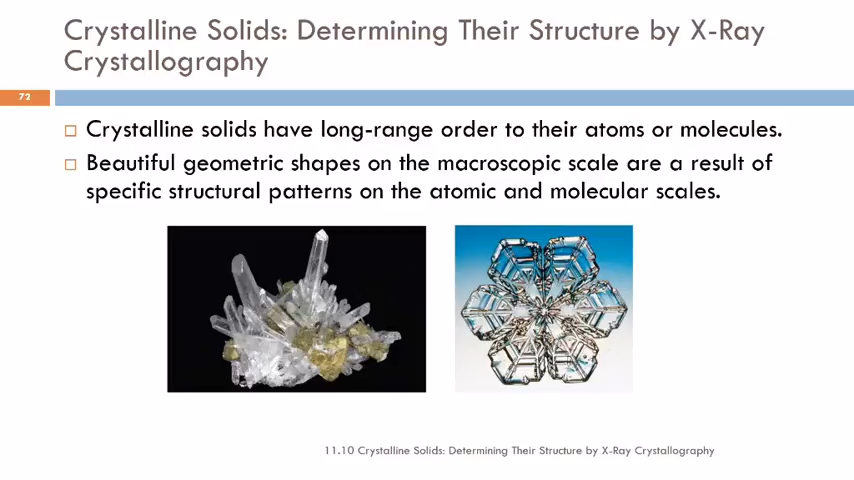 Crystalline Solids: Determining Their Structure by X-Ray
Crystallography
72
Crystalline solids have long-range order to their atoms or molecules.
Beautiful geometric shapes on the macroscopic scale are a result of
specific structural patterns on the atomic and molecular scales.
11.10 Crystalline Solids: Determining Their Structure by X-Ray Crystallography